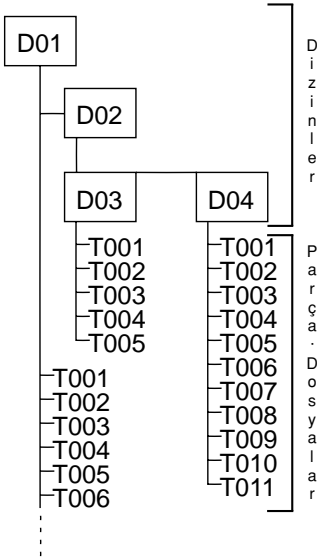 D01
D02
D03
D04
T001
T002
T003
T004
T005
T001
T002
T003
T004
T005
T006
T007
T008
T009
T010
T011
T001
T002
T003
T004
T005
T006
Dizinler
Parça·Dosyalar